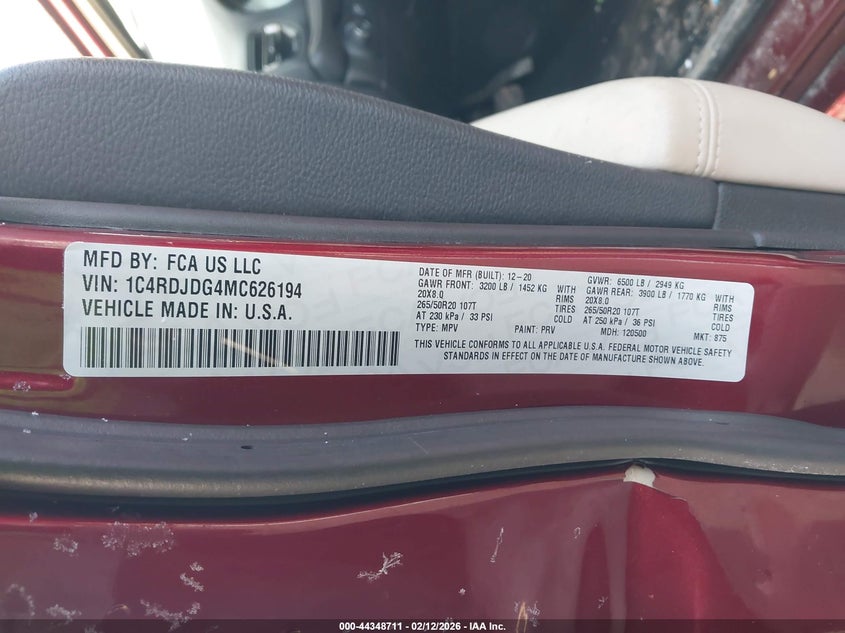 MFD BY: FCA US LLC
VIN: 1C4RDJDG4MC626194
VEHICLE MADE IN: U.S.A.
DATE OF MFR (BUILT): 12-20
GVWR: 6500 LB / 2949 KG
GAWR FRONT: 3200 LB / 1452 KG WITH
GAWR REAR: 3900 LB / 1770 KG WITH
20X8.0 RIMS
20X8.0 RIMS
265/50R20 107T TIRES
265/50R20 107T TIRES
AT 230 kPa / 33 PSI COLD
AT 250 kPa / 36 PSI COLD
TYPE: MPV PAINT: PRV MDH: 120500 MKT: 875
THIS VEHICLE CONFORMS TO ALL APPLICABLE U.S.A. FEDERAL MOTOR VEHICLE SAFETY
STANDARDS IN EFFECT ON THE DATE OF MANUFACTURE SHOWN ABOVE.
000-44348711 - 02/12/2026 - IAA Inc.